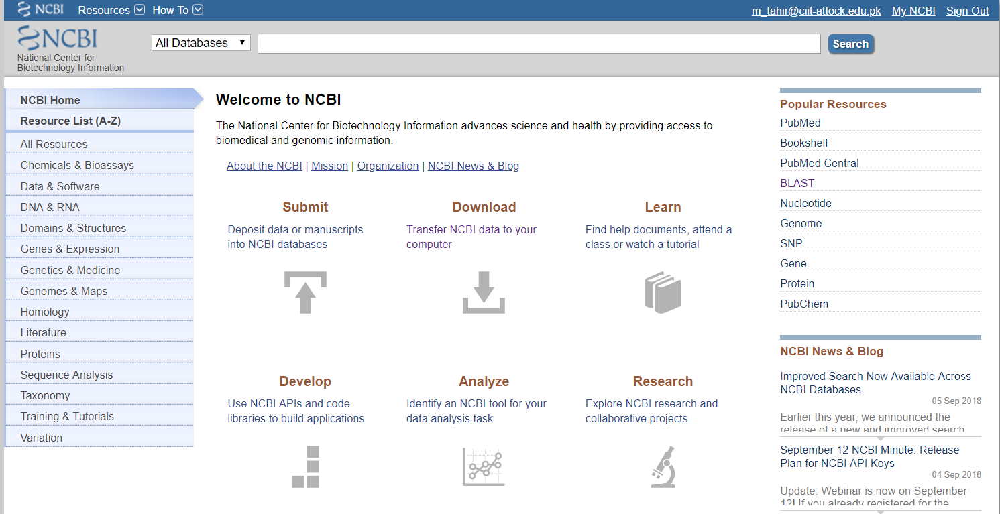 NCBI Resources How To m_tahir@ciit-attock.edu.pk My NCBI Sign Out
NCBI
National Center for
Biotechnology Information
All Databases
Search
NCBI Home
Resource List (A-Z)
All Resources
Chemicals & Bioassays
Data & Software
DNA & RNA
Domains & Structures
Genes & Expression
Genetics & Medicine
Genomes & Maps
Homology
Literature
Proteins
Sequence Analysis
Taxonomy
Training & Tutorials
Variation
Welcome to NCBI
The National Center for Biotechnology Information advances science and health by providing access to
biomedical and genomic information.
About the NCBI | Mission | Organization | NCBI News & Blog
Submit
Deposit data or manuscripts
into NCBI databases
Download
Transfer NCBI data to your
computer
Learn
Find help documents, attend a
class or watch a tutorial
Develop
Use NCBI APIs and code
libraries to build applications
Analyze
Identify an NCBI tool for your
data analysis task
Research
Explore NCBI research and
collaborative projects
Popular Resources
PubMed
Bookshelf
PubMed Central
BLAST
Nucleotide
Genome
SNP
Gene
Protein
PubChem
NCBI News & Blog
Improved Search Now Available Across
NCBI Databases
05 Sep 2018
Earlier this year, we announced the
release of a new and improved search
September 12 NCBI Minute: Release
Plan for NCBI API Keys
04 Sep 2018
Update: Webinar is now on September
12! If you already registered for the